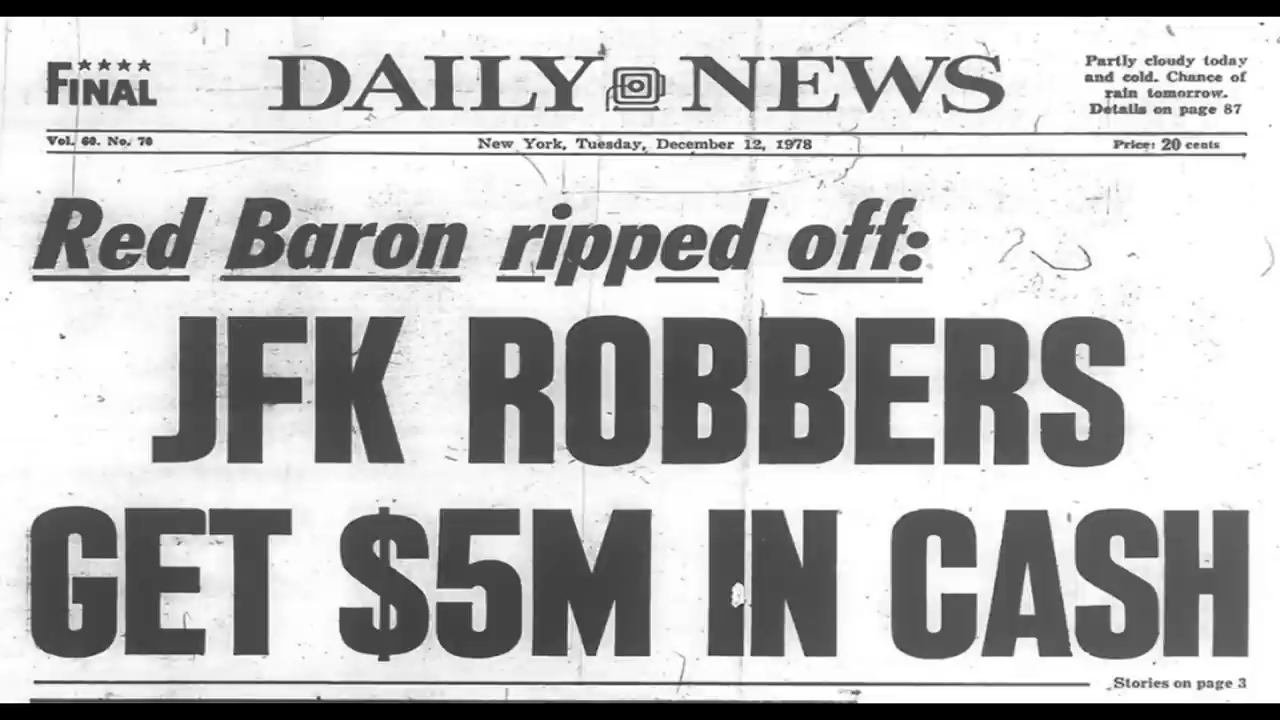 ★★★★
FINAL
DAILY NEWS
Partly cloudy today
and cold. Chance of
rain tomorrow.
Details on page 87
Vol. 60. No. 70
New York, Tuesday, December 12, 1978
Price: 20 cents
Red Baron ripped off:
JFK ROBBERS
GET $5M IN CASH
Stories on page 3